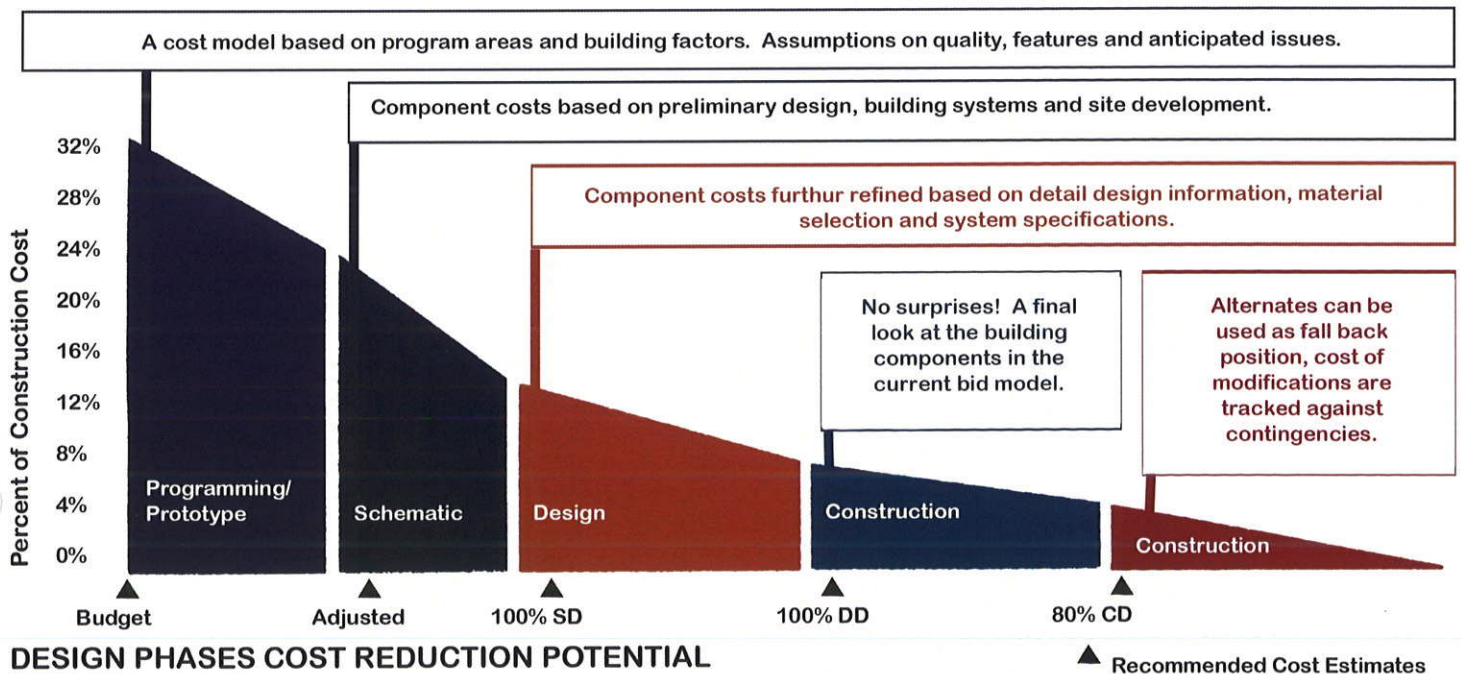 A cost model based on program areas and building factors.  Assumptions on quality, features and anticipated issues.
Component costs based on preliminary design, building systems and site development.
Component costs furthur refined based on detail design information, material
selection and system specifications.
No surprises!  A final
look at the building
components in the
current bid model.
Alternates can be
used as fall back
position, cost of
modifications are
tracked against
contingencies.
Percent of Construction Cost
32%
28%
24%
20%
16%
12%
8%
4%
0%
Programming/
Prototype
Schematic
Design
Construction
Construction
Budget
Adjusted
100% SD
100% DD
80% CD
DESIGN PHASES COST REDUCTION POTENTIAL
Recommended Cost Estimates